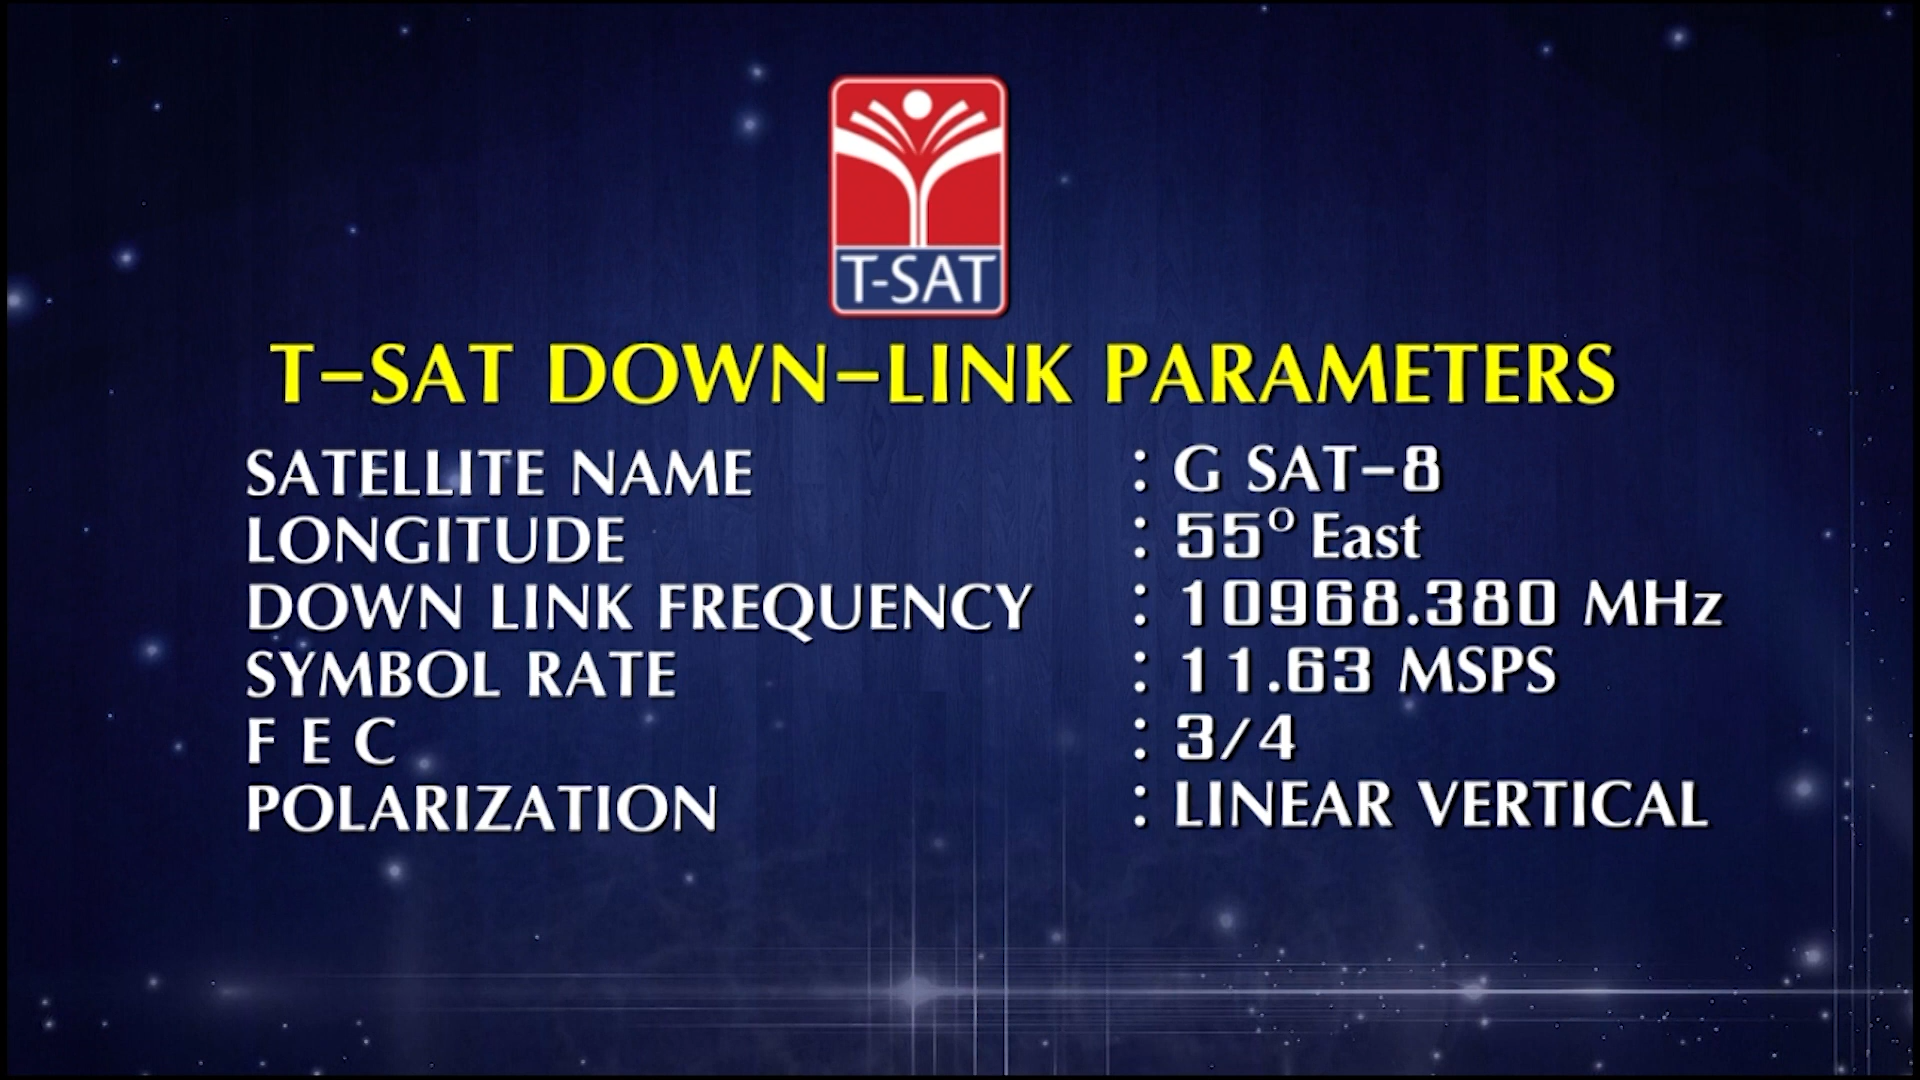 T-SAT
T-SAT DOWN-LINK PARAMETERS
SATELLITE NAME : G SAT-8
LONGITUDE : 55° East
DOWN LINK FREQUENCY : 10968.380 MHz
SYMBOL RATE : 11.63 MSPS
F E C : 3/4
POLARIZATION : LINEAR VERTICAL